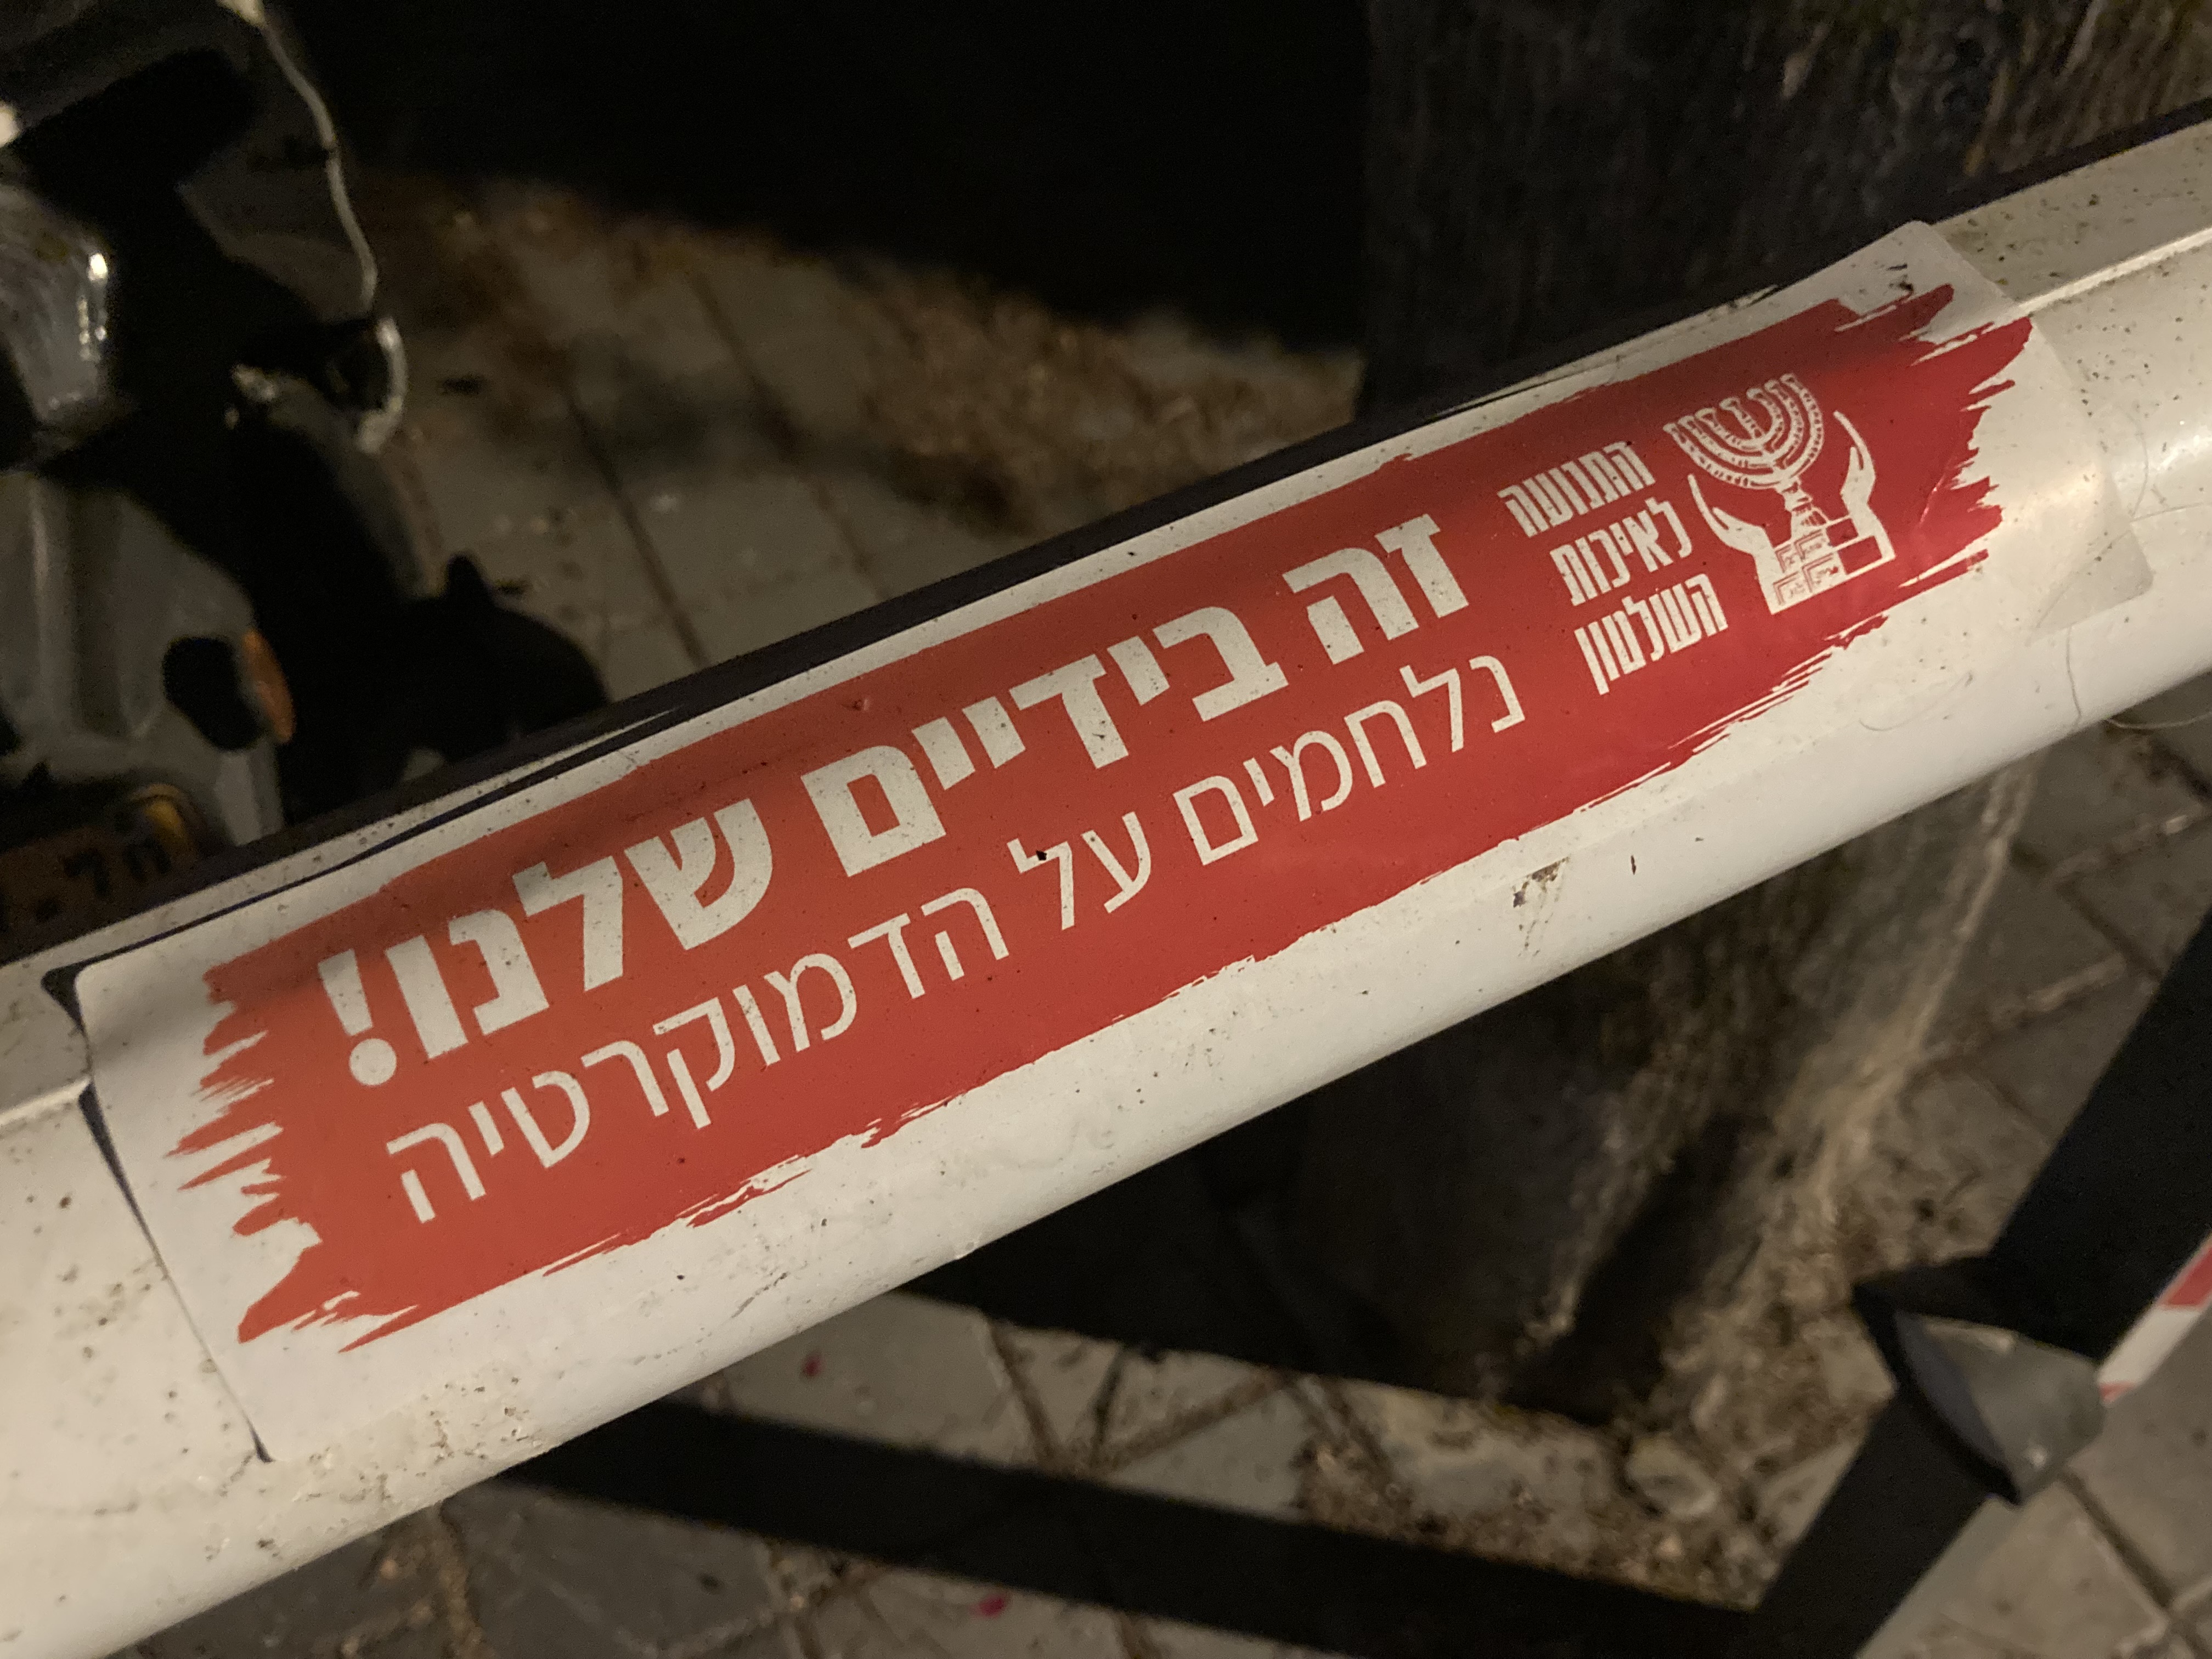 זה בידיים שלנו!
נלחמים על הדמוקרטיה
התנועה
לאיכות
השלטון